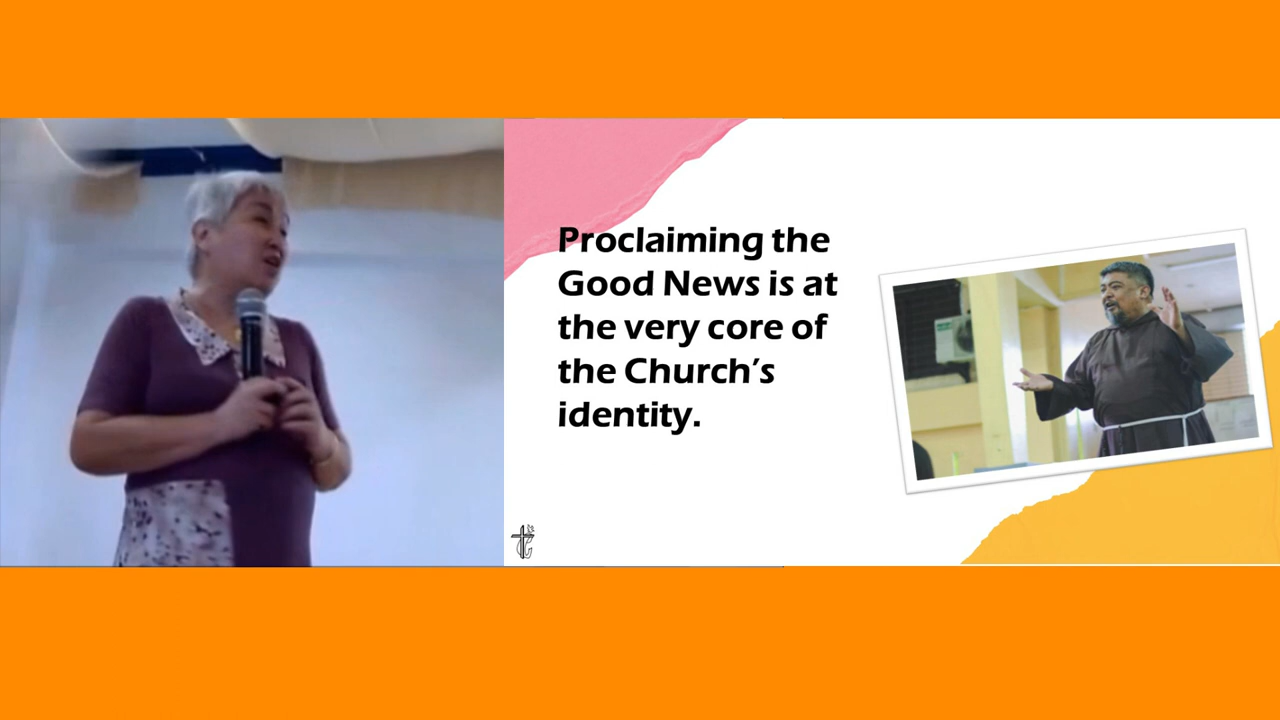 Proclaiming the
Good News is at
the very core of
the Church’s
identity.